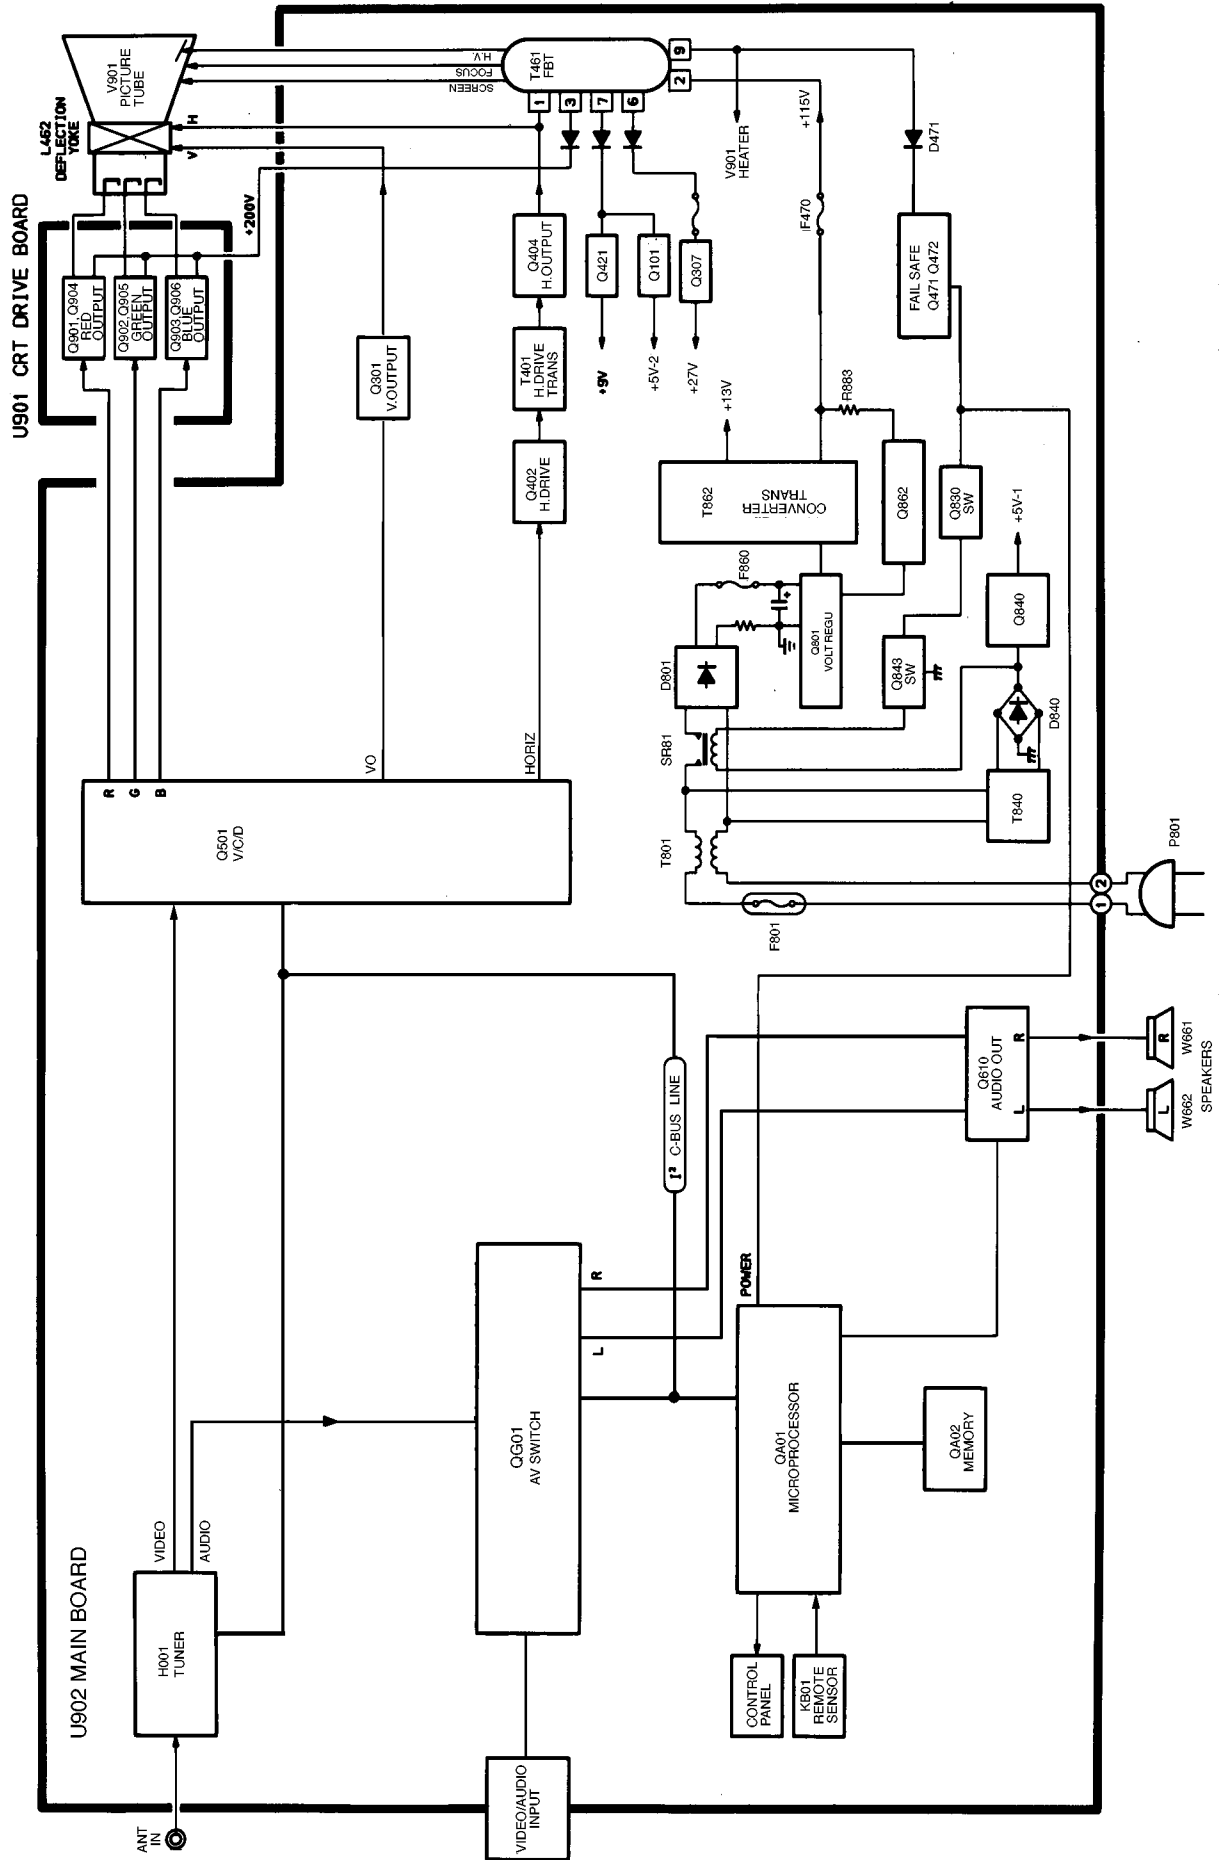 U902 MAIN BOARD
U901 CRT DRIVE BOARD
ANT
IN
H001
TUNER
VIDEO
AUDIO
VIDEO/AUDIO
INPUT
QG01
AV SWITCH
L
R
I² C-BUS LINE
CONTROL
PANEL
KB01
REMOTE
SENSOR
QA01
MICROPROCESSOR
POWER
QA02
MEMORY
Q610
AUDIO OUT
L
R
L
R
W662
W661
SPEAKERS
Q501
V/C/D
R
G
B
VO
HORIZ
Q901,Q904
RED
OUTPUT
Q902,Q905
GREEN
OUTPUT
Q903,Q906
BLUE
OUTPUT
+200V
L462
DEFLECTION
YOKE
V
H
V901
PICTURE
TUBE
SCREEN
FOCUS
H.V.
Q301
V.OUTPUT
Q402
H.DRIVE
T401
H.DRIVE
TRANS
Q404
H.OUTPUT
T461
FBT
1
3
7
6
2
9
Q421
Q101
Q307
+9V
+5V-2
+27V
V901
HEATER
+115V
F470
D471
FAIL SAFE
Q471 Q472
+13V
R883
T862
CONVERTER
TRANS
F860
Q862
Q830
SW
+5V-1
D801
Q801
VOLT REGU
Q843
SW
Q840
SR81
D840
T801
T840
F801
1
2
P801